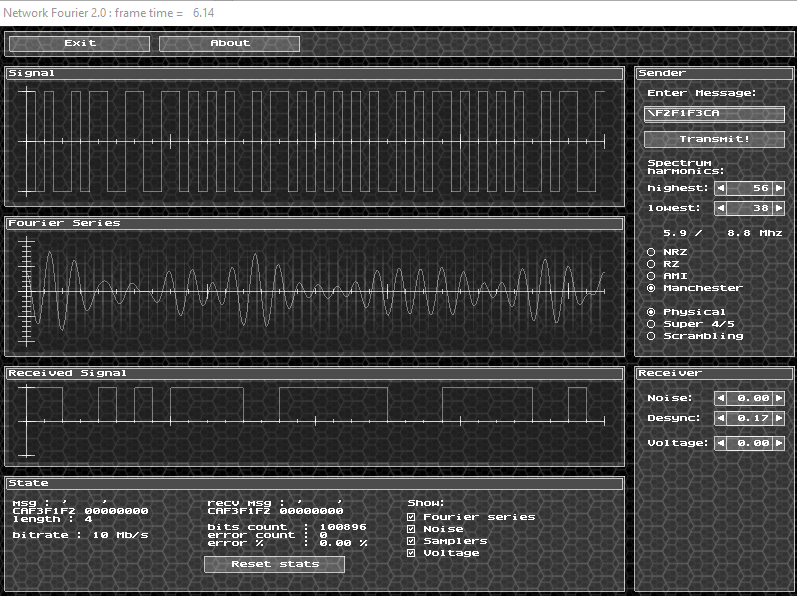 Network Fourier 2.0 : frame time = 6.14
Exit About
Signal
Fourier Series
Received Signal
State
msg : ' '
CAF3F1F2 00000000
length : 4
bitrate : 10 Mb/s
recv msg : ' '
CAF3F1F2 00000000
bits count : 100896
error count : 0
error % : 0.00 %
Reset stats
Show:
Fourier series
Noise
Samplers
Voltage
Sender
Enter Message:
\F2F1F3CA
Transmit!
Spectrum
harmonics:
highest: 56
lowest: 38
5.9 / 8.8 Mhz
NRZ
RZ
AMI
Manchester
Physical
Super 4/5
Scrambling
Receiver
Noise: 0.00
Desync: 0.17
Voltage: 0.00